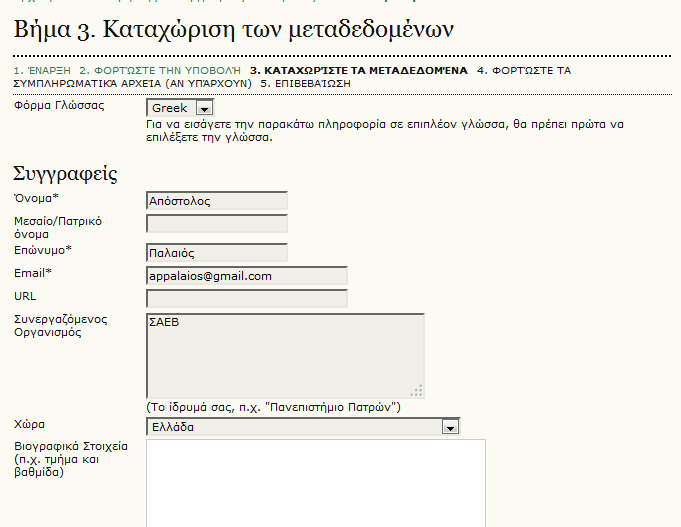 Βήμα 3. Καταχώριση των μεταδεδομένων
1. ΈΝΑΡΞΗ 2. ΦΟΡΤΏΣΤΕ ΤΗΝ ΥΠΟΒΟΛΉ 3. ΚΑΤΑΧΩΡΊΣΤΕ ΤΑ ΜΕΤΑΔΕΔΟΜΈΝΑ 4. ΦΟΡΤΏΣΤΕ ΤΑ
ΣΥΜΠΛΗΡΩΜΑΤΙΚΆ ΑΡΧΕΊΑ (ΑΝ ΥΠΆΡΧΟΥΝ) 5. ΕΠΙΒΕΒΑΊΩΣΗ
Φόρμα Γλώσσας
Greek
Για να εισάγετε την παρακάτω πληροφορία σε επιπλέον γλώσσα, θα πρέπει πρώτα να
επιλέξετε την γλώσσα.
Συγγραφείς
Όνομα*
Απόστολος
Μεσαίο/Πατρικό
όνομα
Επώνυμο*
Παλαιός
Email*
appalaios@gmail.com
URL
Συνεργαζόμενος
Οργανισμός
ΣΑΕΒ
(Το ίδρυμά σας, π.χ. "Πανεπιστήμιο Πατρών")
Χώρα
Ελλάδα
Βιογραφικά Στοιχεία
(π.χ. τμήμα και
βαθμίδα)